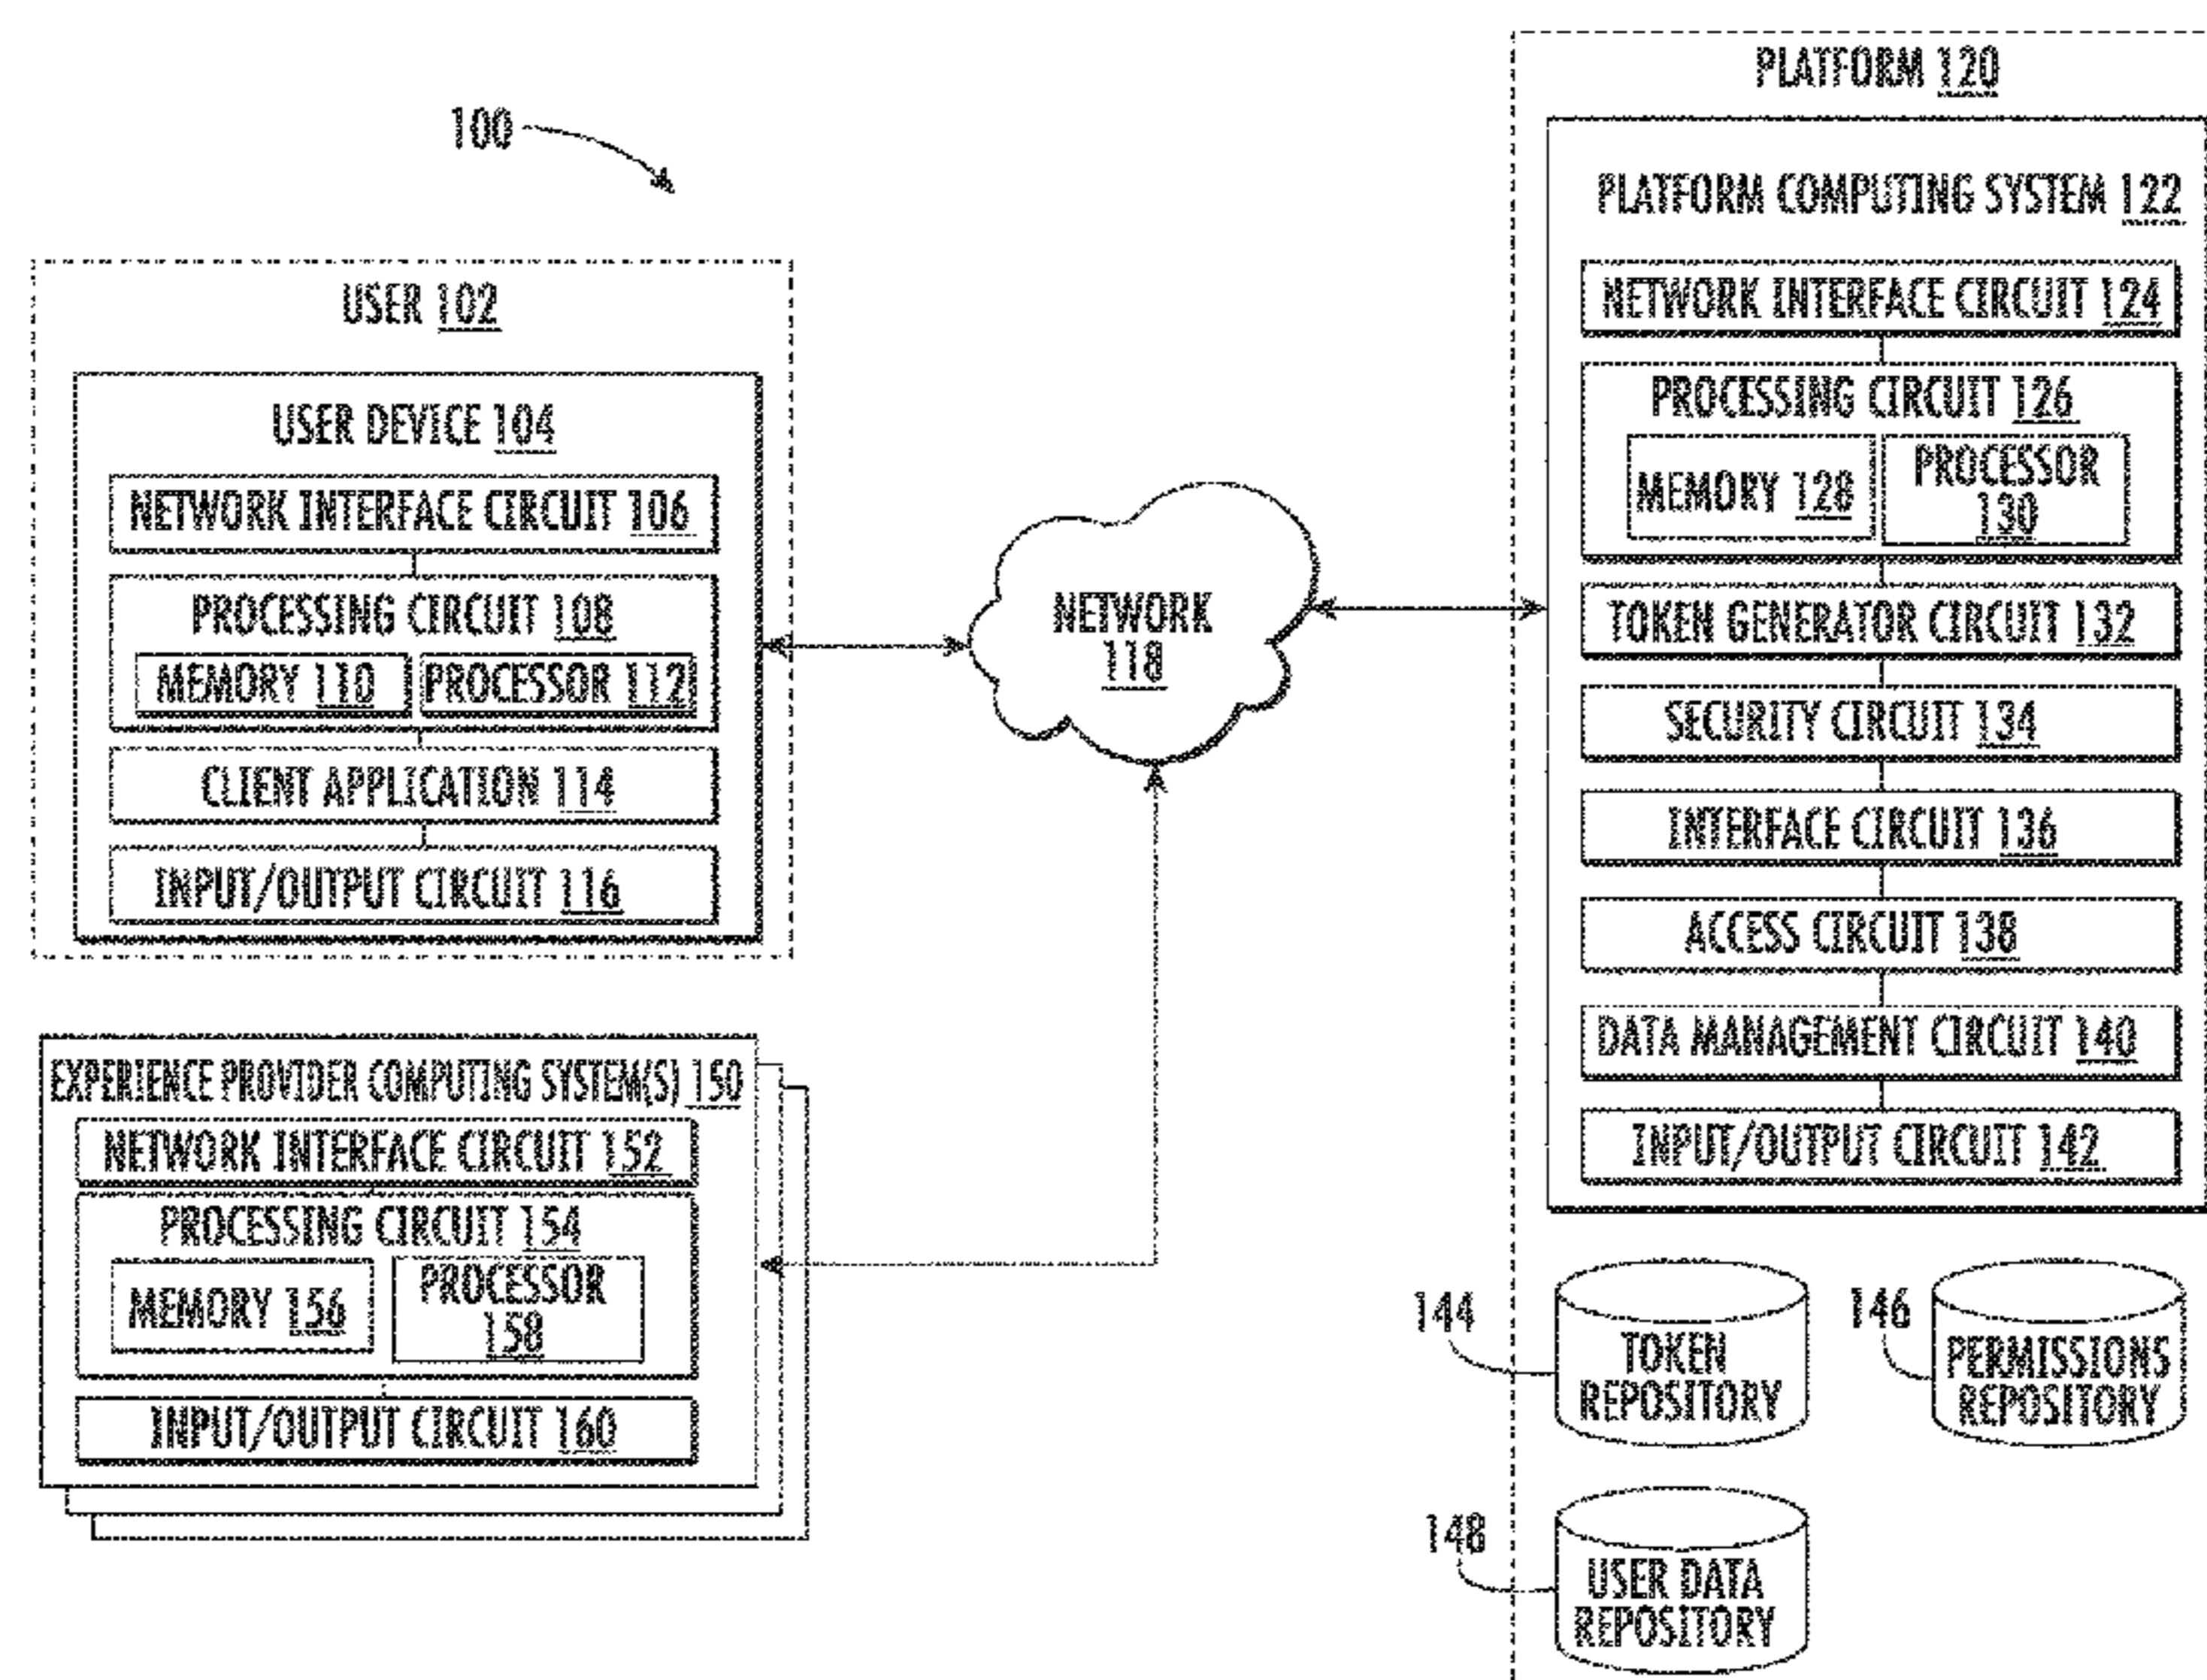 100
USER 102
USER DEVICE 104
NETWORK INTERFACE CIRCUIT 106
PROCESSING CIRCUIT 108
MEMORY 110
PROCESSOR 112
CLIENT APPLICATION 114
INPUT/OUTPUT CIRCUIT 116
EXPERIENCE PROVIDER COMPUTING SYSTEM(S) 150
NETWORK INTERFACE CIRCUIT 152
PROCESSING CIRCUIT 154
MEMORY 156
PROCESSOR
158
INPUT/OUTPUT CIRCUIT 160
NETWORK
118
PLATFORM 120
PLATFORM COMPUTING SYSTEM 122
NETWORK INTERFACE CIRCUIT 124
PROCESSING CIRCUIT 126
MEMORY 128
PROCESSOR
130
TOKEN GENERATOR CIRCUIT 132
SECURITY CIRCUIT 134
INTERFACE CIRCUIT 136
ACCESS CIRCUIT 138
DATA MANAGEMENT CIRCUIT 140
INPUT/OUTPUT CIRCUIT 142
144
TOKEN
REPOSITORY
146
PERMISSIONS
REPOSITORY
148
USER DATA
REPOSITORY